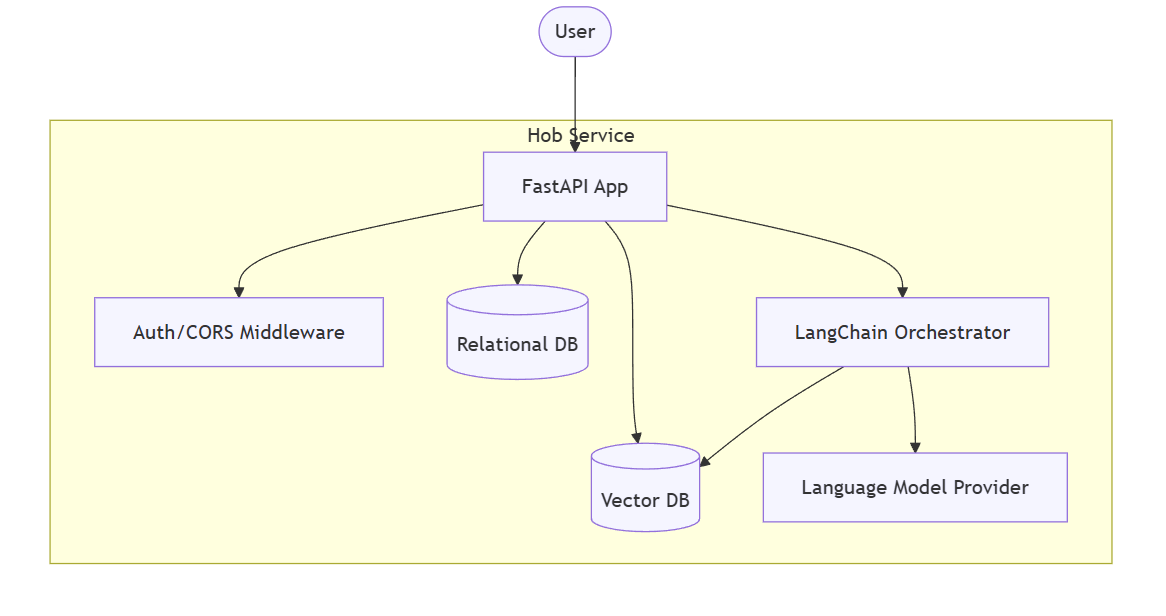 User
Hob Service
FastAPI App
Auth/CORS Middleware
Relational DB
LangChain Orchestrator
Vector DB
Language Model Provider